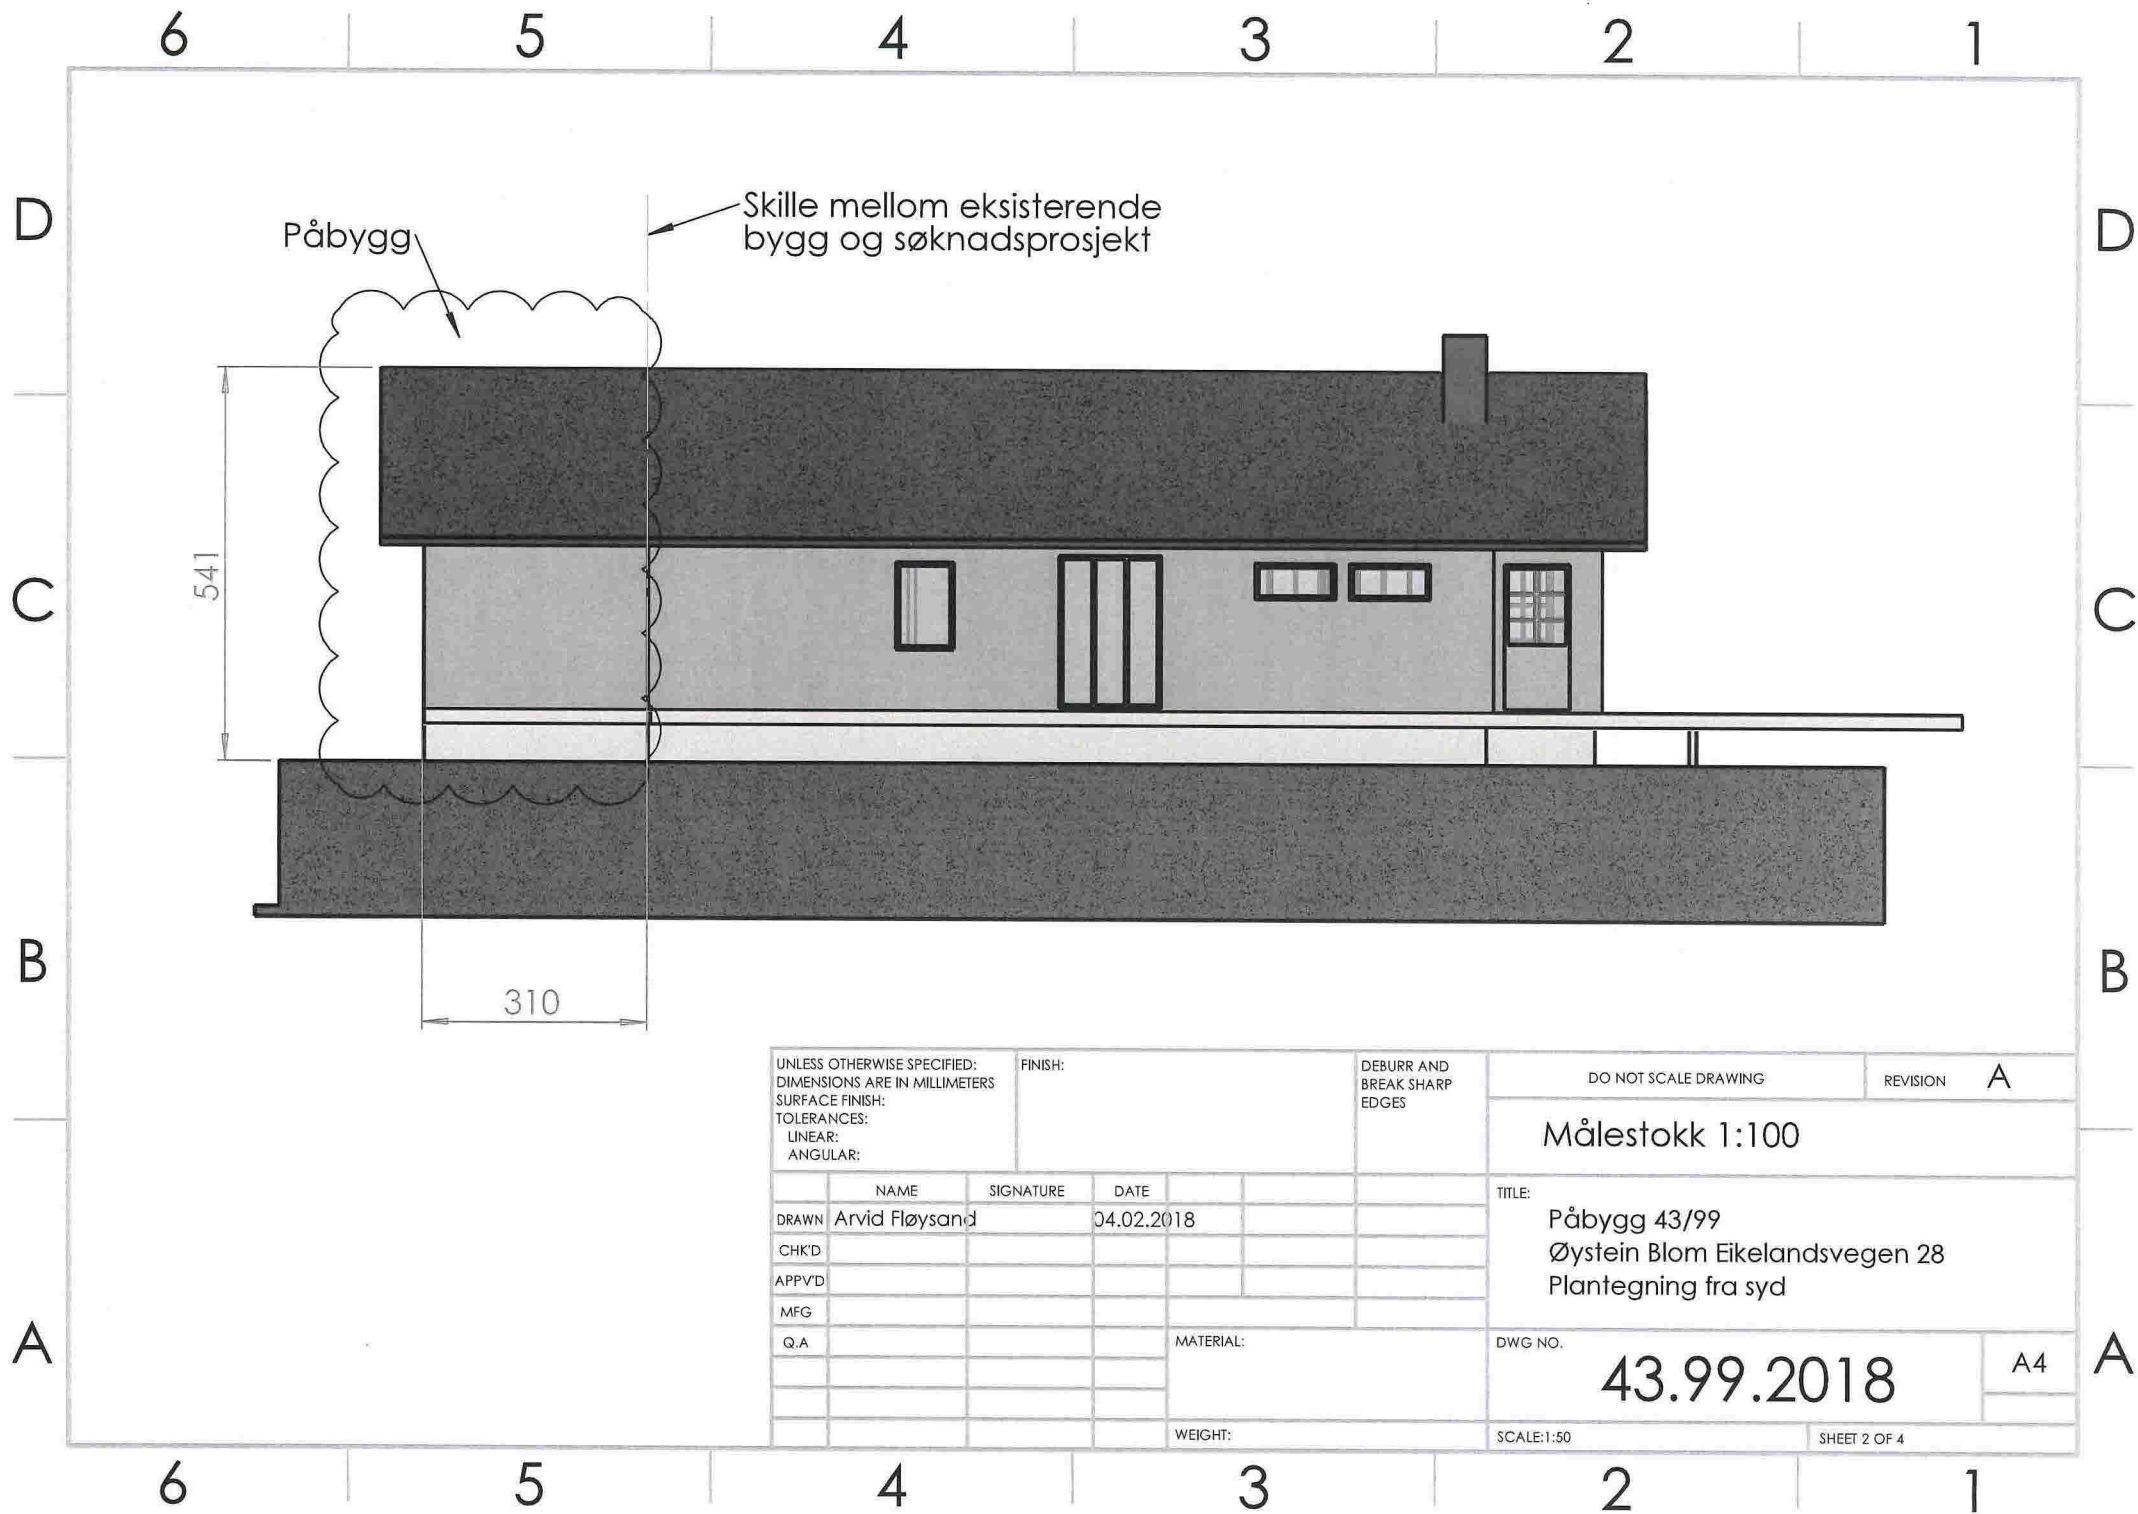 6 5 4 3 2 1
D D
Påbygg
Skille mellom eksisterende
bygg og søknadsprosjekt
C C
541
B B
310
UNLESS OTHERWISE SPECIFIED:
DIMENSIONS ARE IN MILLIMETERS
SURFACE FINISH:
TOLERANCES:
LINEAR:
ANGULAR:
FINISH:
DEBURR AND
BREAK SHARP
EDGES
DO NOT SCALE DRAWING
REVISION A
Målestokk 1:100
NAME SIGNATURE DATE
DRAWN Arvid Fløysand 04.02.2018
CHK'D
APPV'D
MFG
Q.A
MATERIAL:
WEIGHT:
TITLE:
Påbygg 43/99
Øystein Blom Eikelandsvegen 28
Plantegning fra syd
DWG NO.
43.99.2018
A4
SCALE:1:50
SHEET 2 OF 4
A A
6 5 4 3 2 1